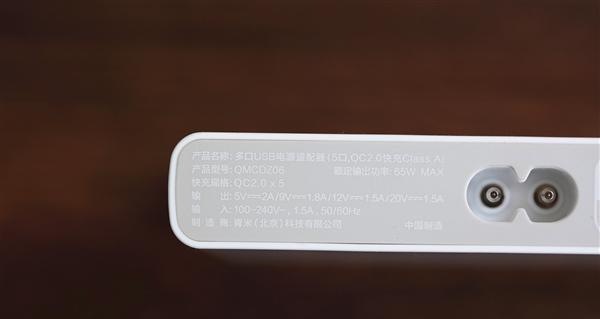 产品名称: 多口USB电源适配器(5口,QC2.0快充Class A)
产品型号: QMCDZ06 额定输出功率: 65W MAX
快充规格: QC2.0 x 5
输 出: 5V⎓2A/9V⎓1.8A/12V⎓1.5A/20V⎓1.5A
输 入: 100-240V~, 1.5A, 50/60Hz
制 造 商: 青米(北京)科技有限公司 中国制造